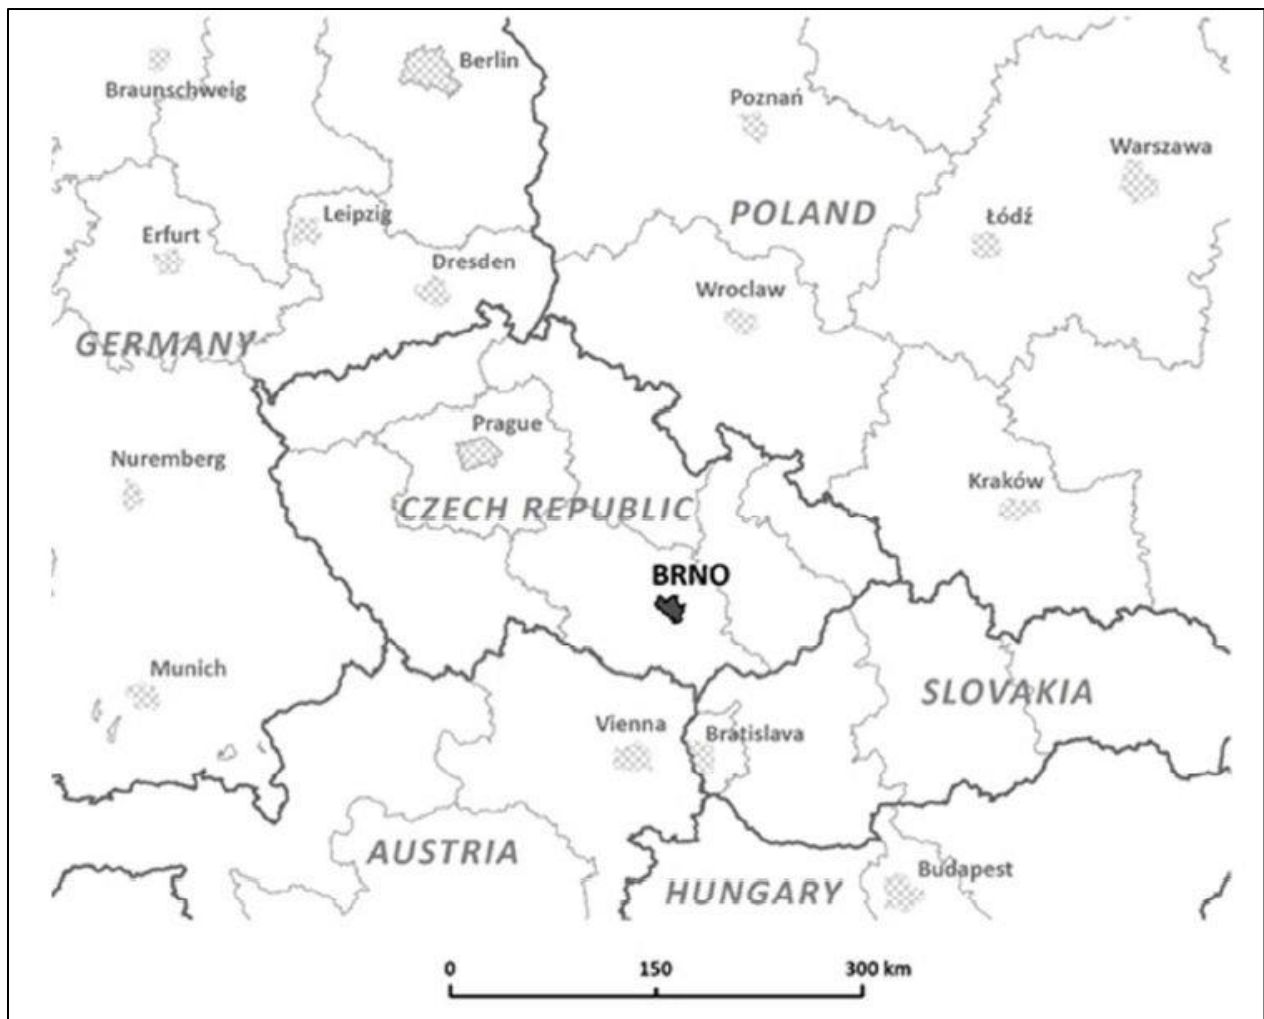 Berlin
Braunschweig
Poznań
Warszawa
Leipzig
POLAND
Łódź
Erfurt
Dresden
Wroclaw
GERMANY
Prague
Nuremberg
Kraków
CZECH REPUBLIC
BRNO
Munich
SLOVAKIA
Vienna
Bratislava
AUSTRIA
Budapest
HUNGARY
0 150 300 km